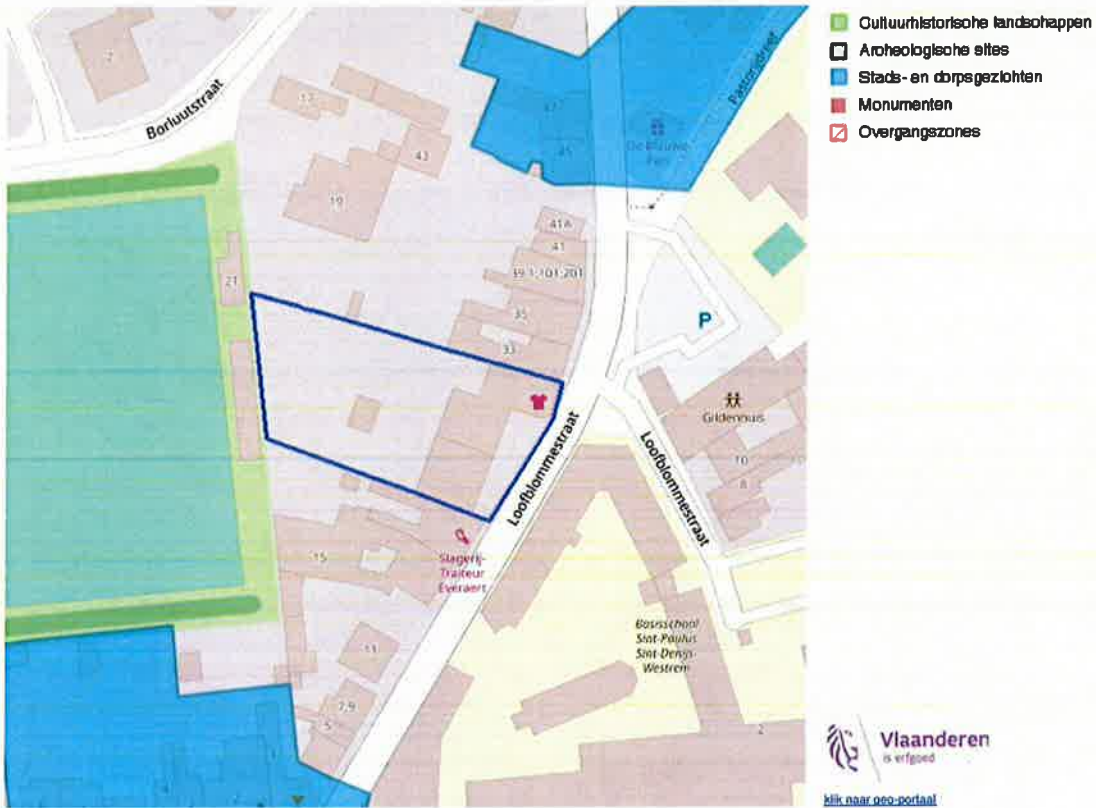 Cultuurhistorische landschappen
Archeologische sites
Stads- en dorpsgezichten
Monumenten
Overgangszones
Borluutstraat
Pastorijdreef
43
19
41A
41
39.1;101;201
21
35
33
P
Gildenhuis
10
8
Loofblommestraat
Loofblommestraat
Slagerij-
Traiteur
Everaert
15
11
7,9
5
Basisschool
Sint-Paulus
Sint-Denijs-
Westrem
2
Vlaanderen
is erfgoed
klik naar geo-portaal